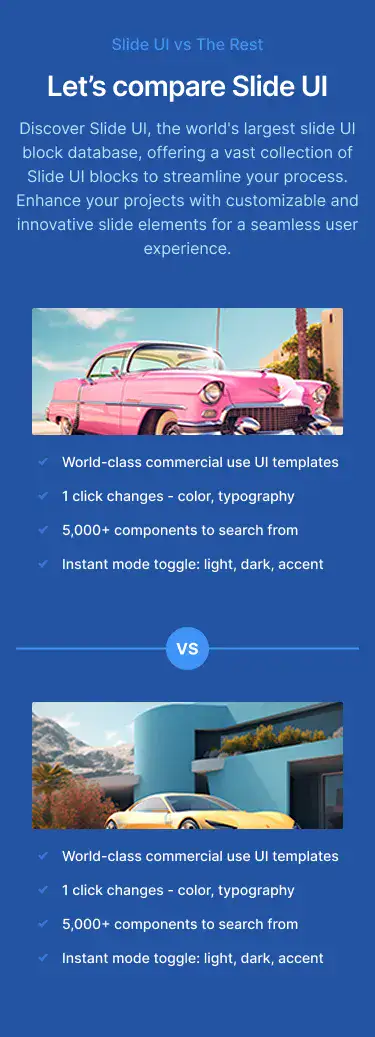 Slide UI vs The Rest
Let's compare Slide UI
Discover Slide UI, the world's largest slide UI
block database, offering a vast collection of
Slide UI blocks to streamline your process.
Enhance your projects with customizable and
innovative slide elements for a seamless user
experience.
World-class commercial use UI templates
1 click changes - color, typography
5,000+ components to search from
Instant mode toggle: light, dark, accent
VS
World-class commercial use UI templates
1 click changes - color, typography
5,000+ components to search from
Instant mode toggle: light, dark, accent